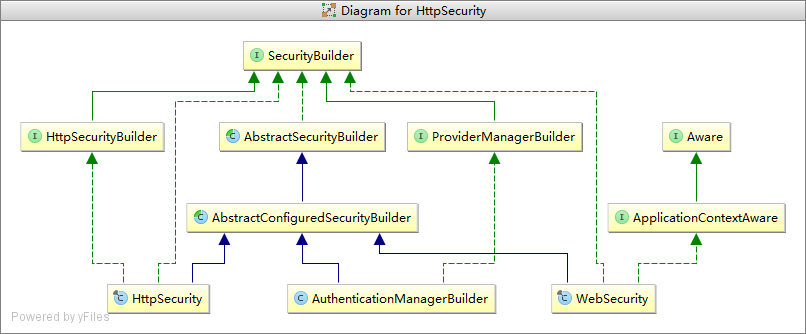 Diagram for HttpSecurity
I SecurityBuilder
I HttpSecurityBuilder
C AbstractSecurityBuilder
I ProviderManagerBuilder
I Aware
C AbstractConfiguredSecurityBuilder
I ApplicationContextAware
C HttpSecurity
C AuthenticationManagerBuilder
C WebSecurity
Powered by yFiles